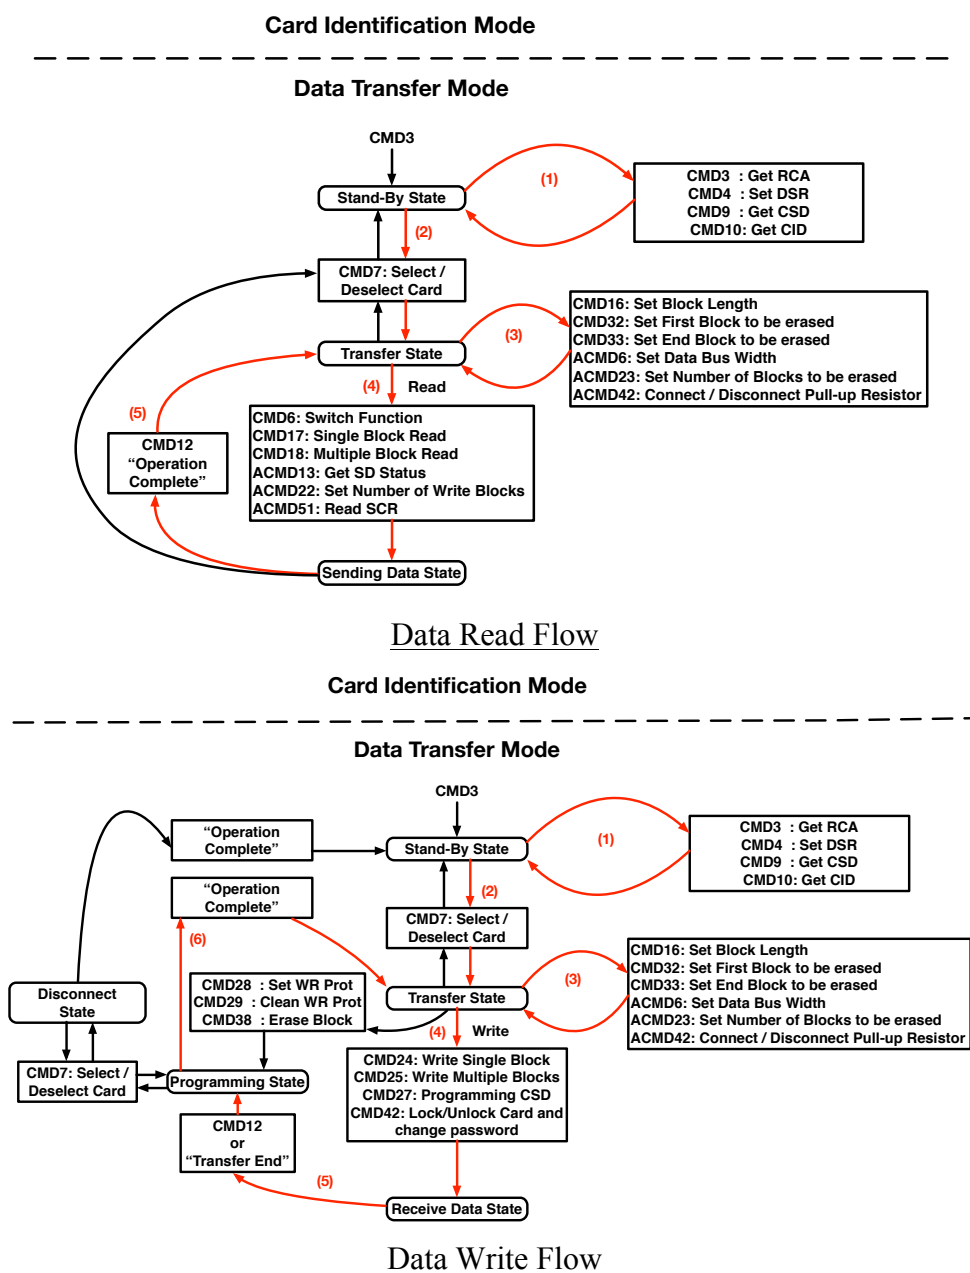 Card Identification Mode
Data Transfer Mode
CMD3
Stand-By State
(1)
CMD3 : Get RCA
CMD4 : Set DSR
CMD9 : Get CSD
CMD10: Get CID
(2)
CMD7: Select /
Deselect Card
Transfer State
(3)
CMD16: Set Block Length
CMD32: Set First Block to be erased
CMD33: Set End Block to be erased
ACMD6: Set Data Bus Width
ACMD23: Set Number of Blocks to be erased
ACMD42: Connect / Disconnect Pull-up Resistor
(4) Read
CMD6: Switch Function
CMD17: Single Block Read
CMD18: Multiple Block Read
ACMD13: Get SD Status
ACMD22: Set Number of Write Blocks
ACMD51: Read SCR
(5)
CMD12
“Operation
Complete”
Sending Data State
Data Read Flow
Card Identification Mode
Data Transfer Mode
CMD3
“Operation
Complete”
Stand-By State
(1)
CMD3 : Get RCA
CMD4 : Set DSR
CMD9 : Get CSD
CMD10: Get CID
(2)
“Operation
Complete”
CMD7: Select /
Deselect Card
(6)
Transfer State
(3)
CMD16: Set Block Length
CMD32: Set First Block to be erased
CMD33: Set End Block to be erased
ACMD6: Set Data Bus Width
ACMD23: Set Number of Blocks to be erased
ACMD42: Connect / Disconnect Pull-up Resistor
CMD28 : Set WR Prot
CMD29 : Clean WR Prot
CMD38 : Erase Block
Disconnect
State
(4) Write
CMD24: Write Single Block
CMD25: Write Multiple Blocks
CMD27: Programming CSD
CMD42: Lock/Unlock Card and
change password
CMD7: Select /
Deselect Card
Programming State
CMD12
or
“Transfer End”
(5)
Receive Data State
Data Write Flow